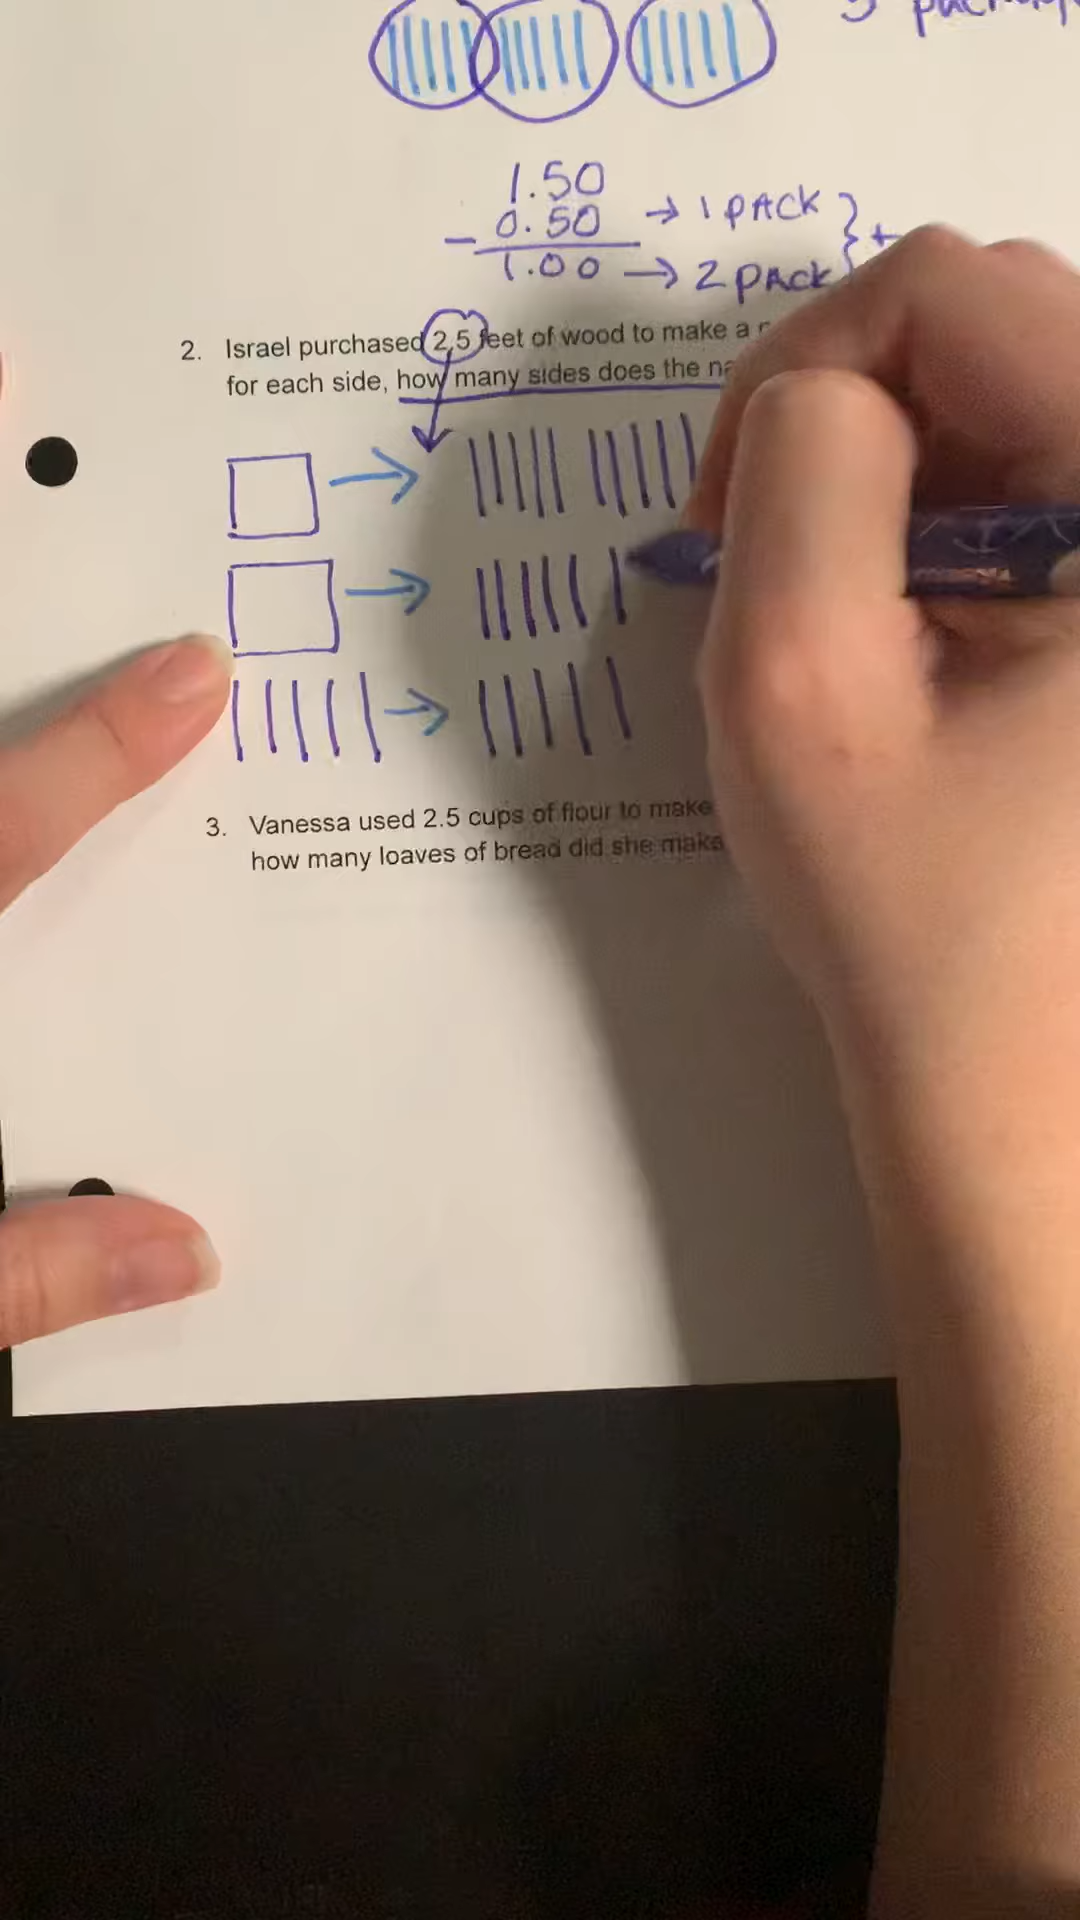 1.50
- 0.50 → 1 PACK } +
1.00 → 2 PACK
2. Israel purchased 2.5 feet of wood to make a
for each side, how many sides does the
3. Vanessa used 2.5 cups of flour to make
how many loaves of bread did she make